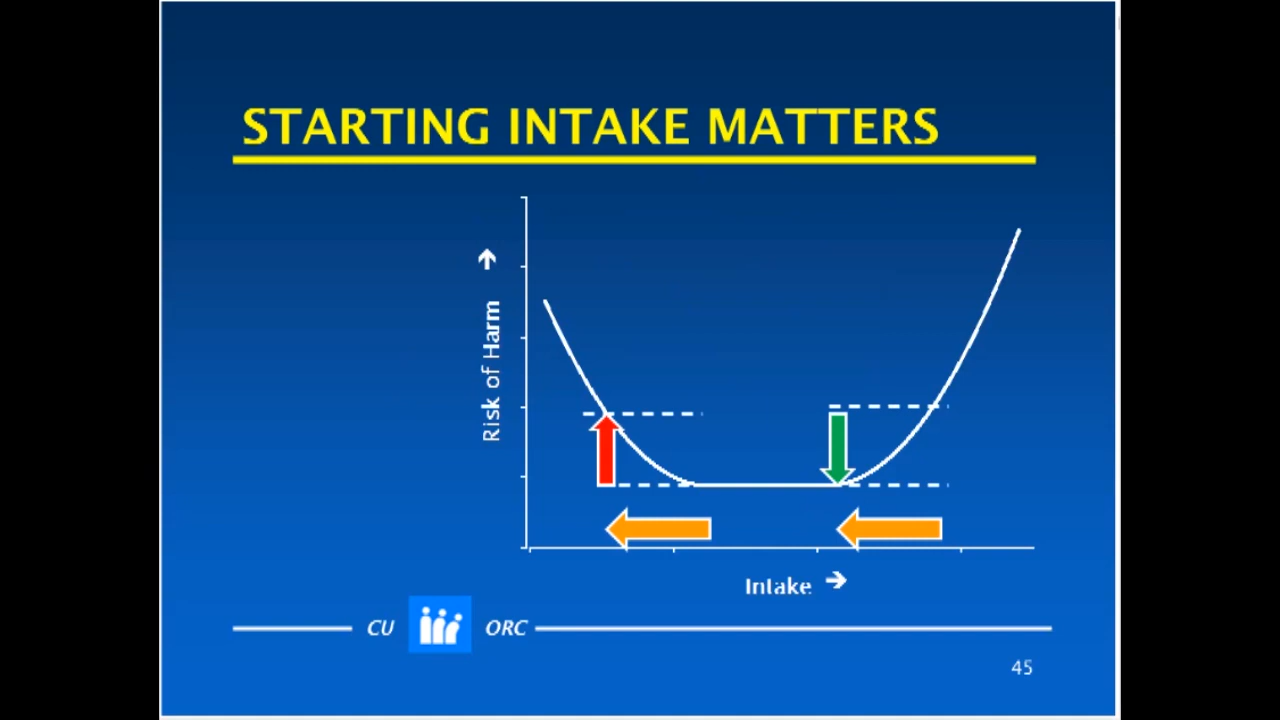 STARTING INTAKE MATTERS
Risk of Harm →
Intake →
CU ORC
45